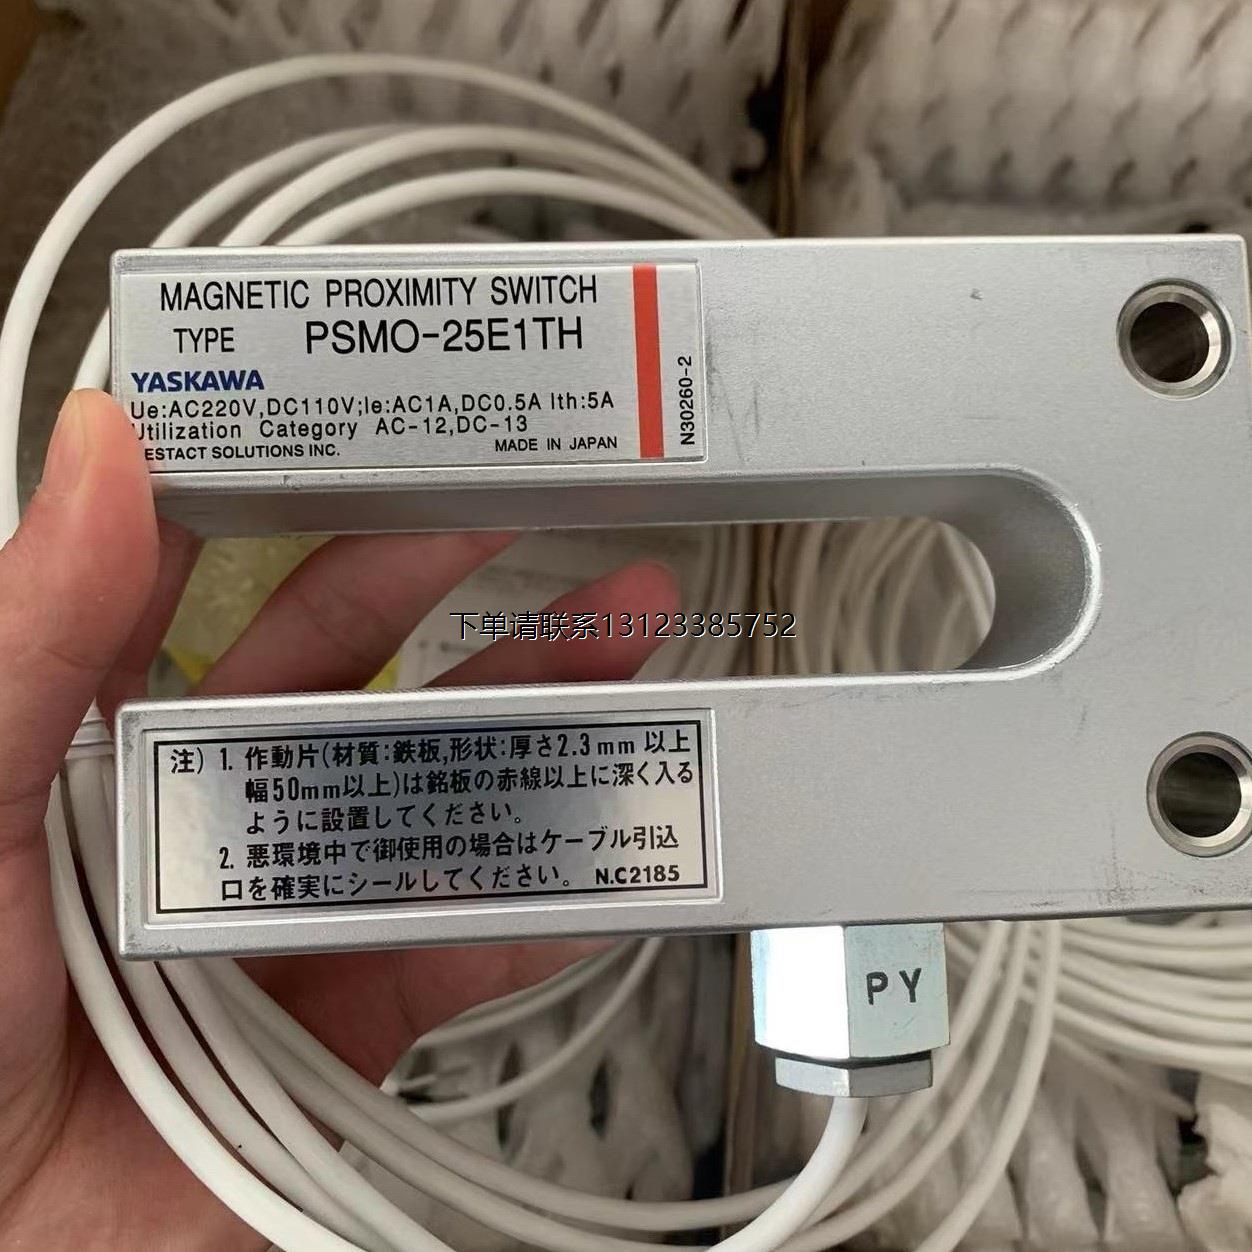 MAGNETIC PROXIMITY SWITCH
TYPE PSMO-25E1TH
YASKAWA
Ue:AC220V,DC110V;Ie:AC1A,DC0.5A Ith:5A
Utilization Category AC-12,DC-13
ESTACT SOLUTIONS INC. MADE IN JAPAN
N30260-2
下单请联系13123385752
注) 1. 作動片(材質:鉄板,形状:厚さ2.3mm以上
幅50mm以上)は銘板の赤線以上に深く入る
ように設置してください。
2. 悪環境中で御使用の場合はケーブル引込
口を確実にシールしてください。 N.C2185
PY